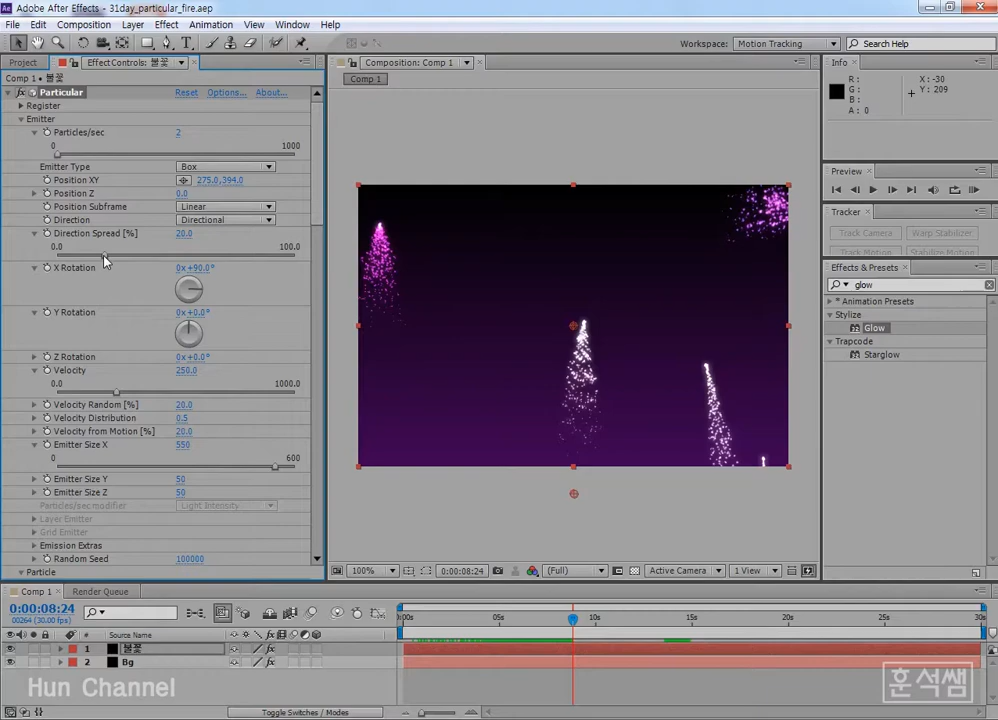 Adobe After Effects - 31day_particular_fire.aep
File Edit Composition Layer Effect Animation View Window Help
Workspace: Motion Tracking Search Help
Project Effect Controls: 불꽃 Composition: Comp 1 Info
Comp 1 • 불꽃 Comp 1
fx Particular Reset Options... About...
Register
Emitter
Particles/sec 2
0 1000
Emitter Type Box
Position XY 275.0,394.0
Position Z 0.0
Position Subframe Linear
Direction Directional
Direction Spread [%] 20.0
0.0 100.0
X Rotation 0x+90.0°
Y Rotation 0x+0.0°
Z Rotation 0x+0.0°
Velocity 250.0
0.0 1000.0
Velocity Random [%] 20.0
Velocity Distribution 0.5
Velocity from Motion [%] 20.0
Emitter Size X 550
0 600
Emitter Size Y 50
Emitter Size Z 50
Particles/sec modifier Light Intensity
Layer Emitter
Grid Emitter
Emission Extras
Random Seed 100000
Particle
R : X : -30
G : Y : 209
B :
A : 0
Preview
Tracker
Track Camera Warp Stabilizer
Track Motion Stabilize Motion
Effects & Presets
glow
* Animation Presets
Stylize
Glow
Trapcode
Starglow
100% 0:00:08:24 (Full) Active Camera 1 View
Comp 1 Render Queue
0:00:08:24
00264 (30.00 fps)
:00s 05s 10s 15s 20s 25s 30s
# Source Name
1 불꽃
2 Bg
Toggle Switches / Modes
Hun Channel
훈석쌤